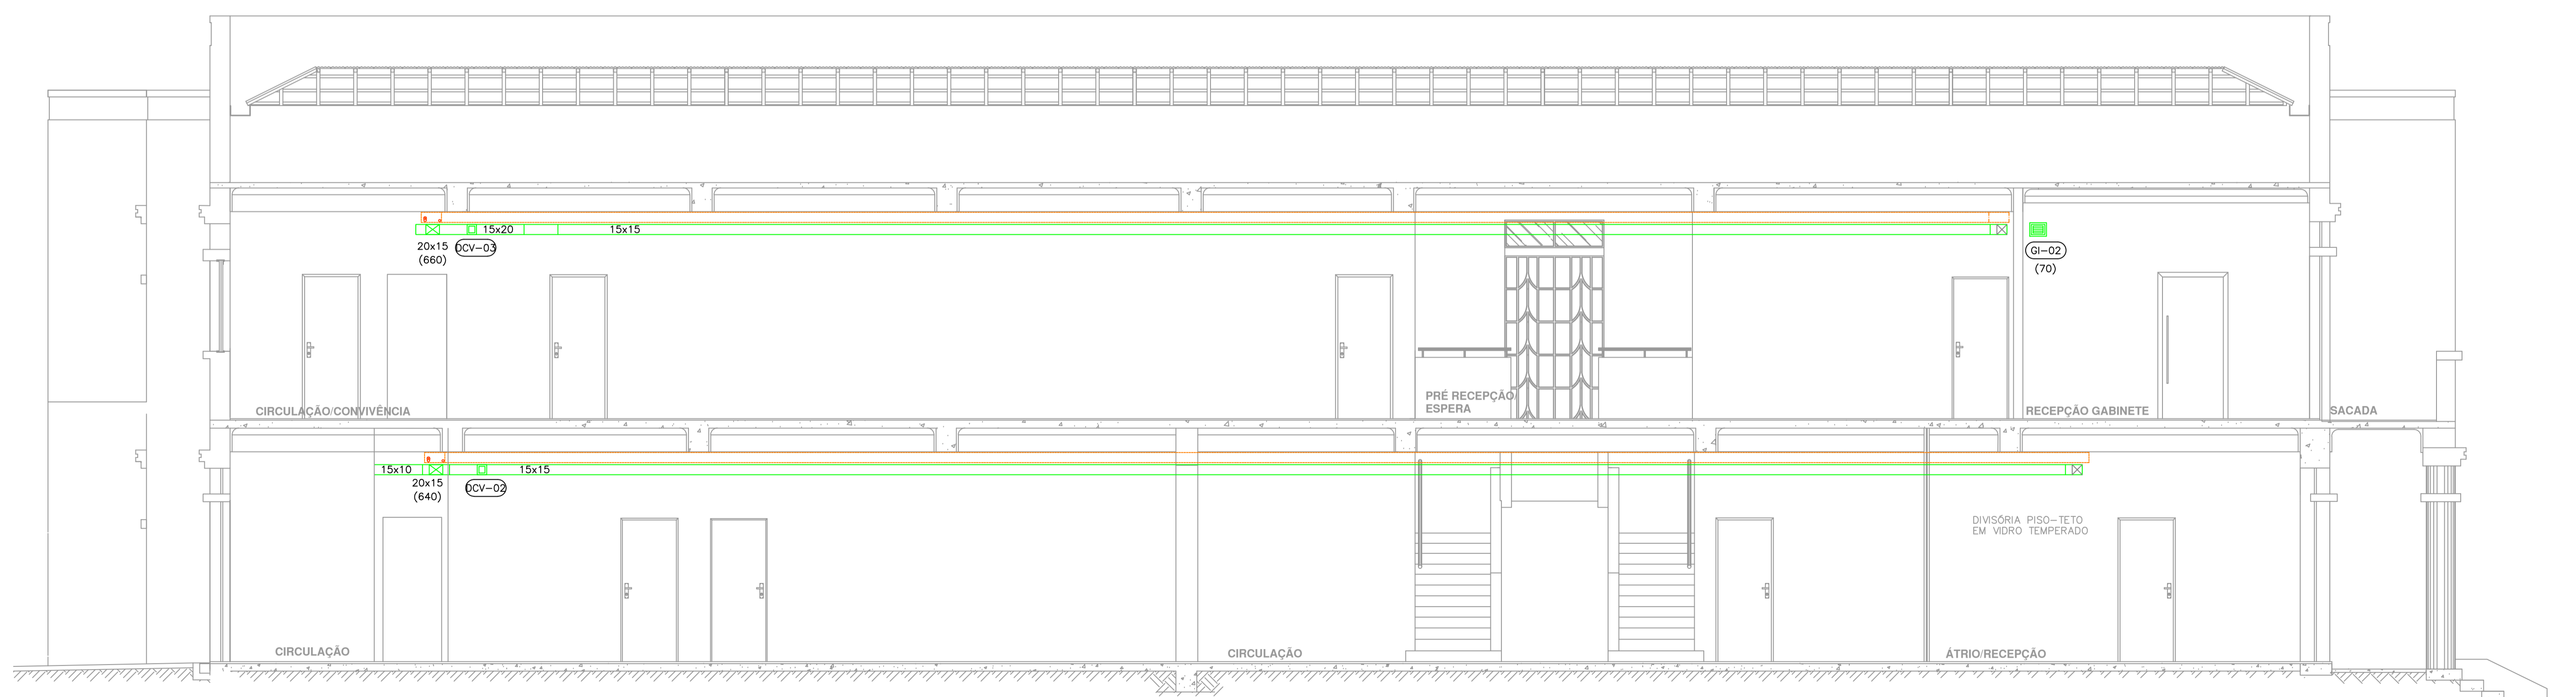 15x20
15x15
20x15
(660)
DCV-03
GI-02
(70)
CIRCULAÇÃO/CONVIVÊNCIA
PRÉ RECEPÇÃO/
ESPERA
RECEPÇÃO GABINETE
SACADA
15x10
15x15
20x15
(640)
DCV-02
DIVISÓRIA PISO-TETO
EM VIDRO TEMPERADO
CIRCULAÇÃO
CIRCULAÇÃO
ÁTRIO/RECEPÇÃO